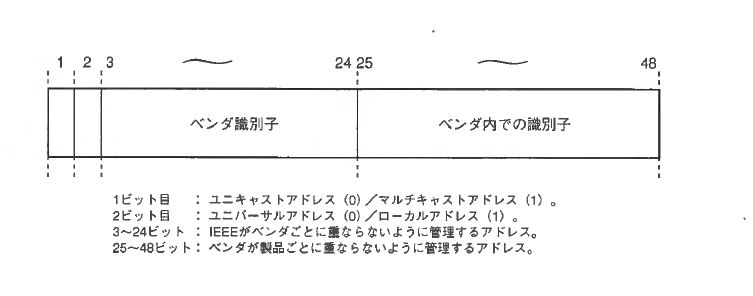 1 2 3 〜 24 25 〜 48
ベンダ識別子 ベンダ内での識別子
1ビット目 : ユニキャストアドレス（0）／マルチキャストアドレス（1）。
2ビット目 : ユニバーサルアドレス（0）／ローカルアドレス（1）。
3〜24ビット : IEEEがベンダごとに重ならないように管理するアドレス。
25〜48ビット : ベンダが製品ごとに重ならないように管理するアドレス。